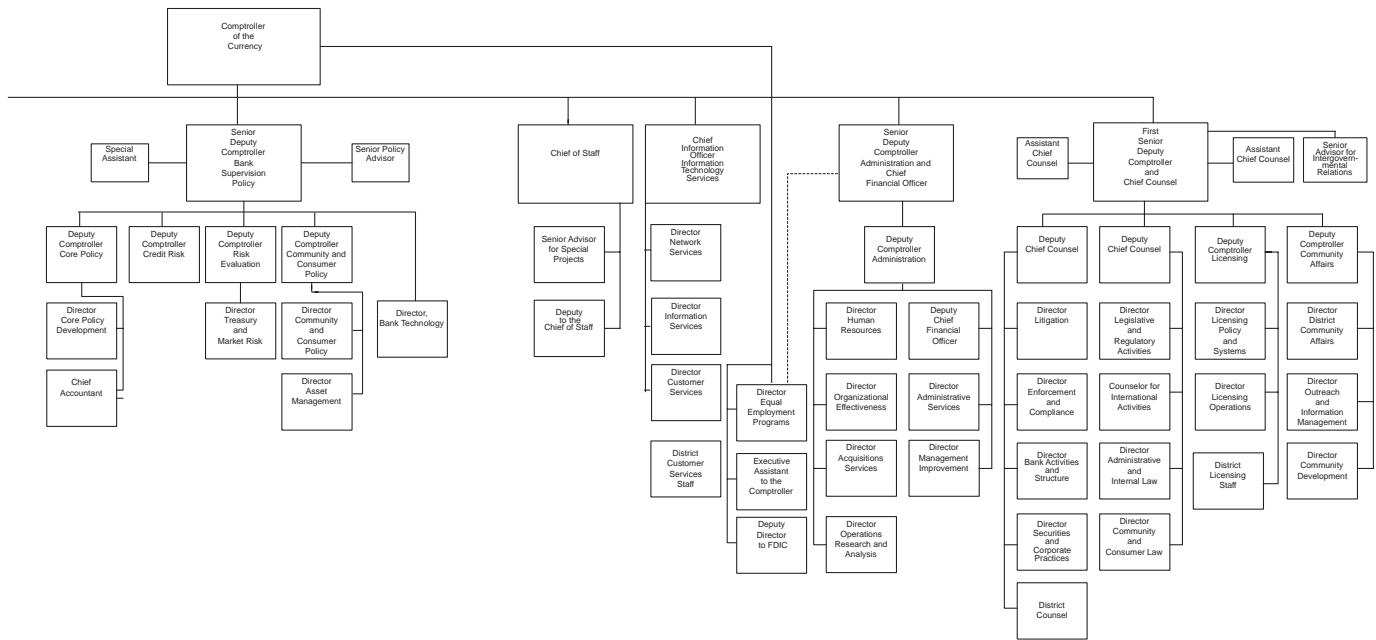 Comptroller
of the
Currency
Special
Assistant
Senior
Deputy
Comptroller
Bank
Supervision
Policy
Senior Policy
Advisor
Chief of Staff
Chief
Information
Officer
Information
Technology
Services
Senior
Deputy
Comptroller
Administration and
Chief
Financial Officer
Assistant
Chief
Counsel
First
Senior
Deputy
Comptroller
and
Chief Counsel
Assistant
Chief Counsel
Senior
Advisor for
Intergovern-
mental
Relations
Deputy
Comptroller
Core Policy
Deputy
Comptroller
Credit Risk
Deputy
Comptroller
Risk
Evaluation
Deputy
Comptroller
Community and
Consumer
Policy
Director
Core Policy
Development
Director
Treasury
and
Market Risk
Director
Community
and
Consumer
Policy
Director,
Bank Technology
Chief
Accountant
Director
Asset
Management
Senior Advisor
for Special
Projects
Deputy
to the
Chief of Staff
Director
Network
Services
Director
Information
Services
Director
Customer
Services
District
Customer
Services
Staff
Director
Equal
Employment
Programs
Executive
Assistant
to the
Comptroller
Deputy
Director
to FDIC
Deputy
Comptroller
Administration
Director
Human
Resources
Deputy
Chief
Financial
Officer
Director
Organizational
Effectiveness
Director
Administrative
Services
Director
Acquisitions
Services
Director
Management
Improvement
Director
Operations
Research and
Analysis
Deputy
Chief Counsel
Deputy
Chief Counsel
Deputy
Comptroller
Licensing
Deputy
Comptroller
Community
Affairs
Director
Litigation
Director
Legislative
and
Regulatory
Activities
Director
Licensing
Policy
and
Systems
Director
District
Community
Affairs
Director
Enforcement
and
Compliance
Counselor for
International
Activities
Director
Licensing
Operations
Director
Outreach
and
Information
Management
Director
Bank Activities
and
Structure
Director
Administrative
and
Internal Law
District
Licensing
Staff
Director
Community
Development
Director
Securities
and
Corporate
Practices
Director
Community
and
Consumer Law
District
Counsel